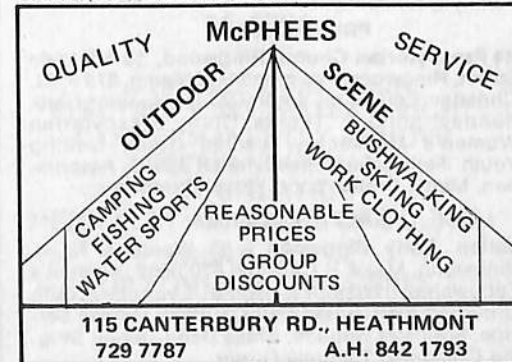 McPHEES
QUALITY
SERVICE
OUTDOOR
SCENE
CAMPING
FISHING
WATER SPORTS
BUSHWALKING
SKIING
WORK CLOTHING
REASONABLE
PRICES
GROUP
DISCOUNTS
115 CANTERBURY RD., HEATHMONT
729 7787 A.H. 842 1793